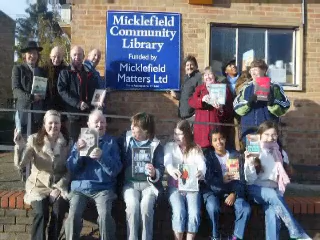 Micklefield
Community
Library
Funded by
Micklefield
Matters Ltd